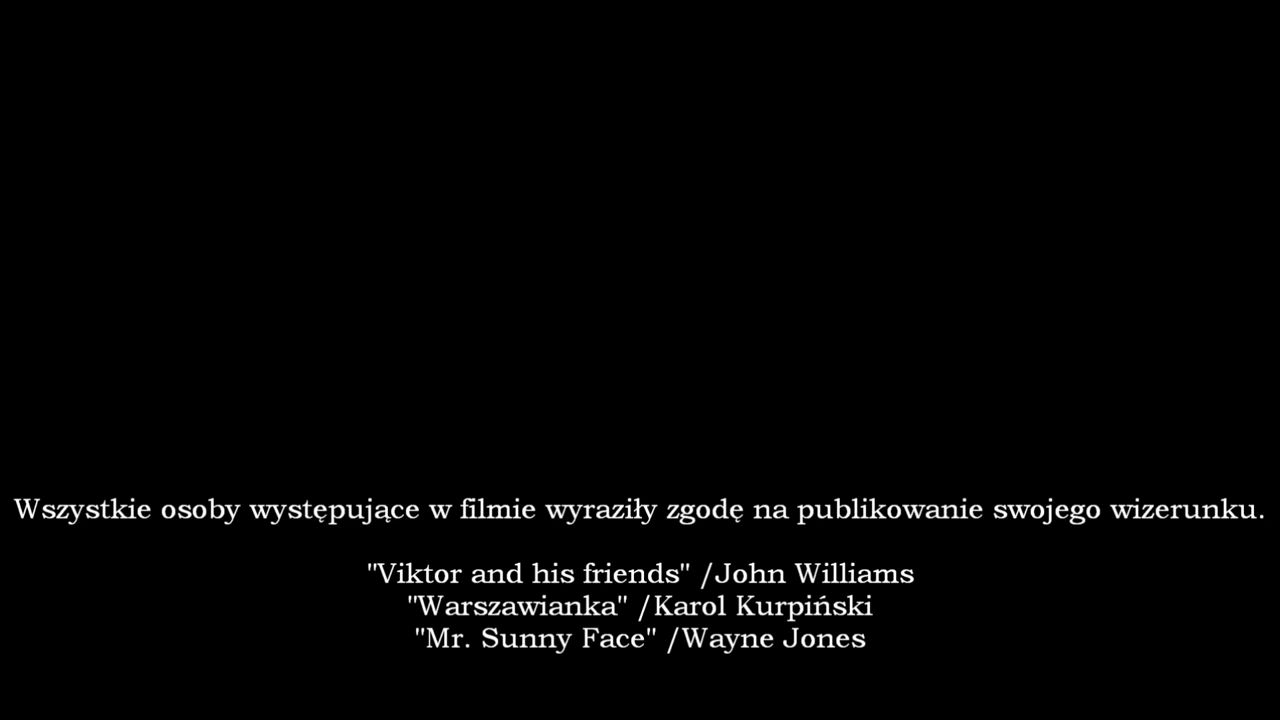 Wszystkie osoby występujące w filmie wyraziły zgodę na publikowanie swojego wizerunku.
"Viktor and his friends" /John Williams
"Warszawianka" /Karol Kurpiński
"Mr. Sunny Face" /Wayne Jones